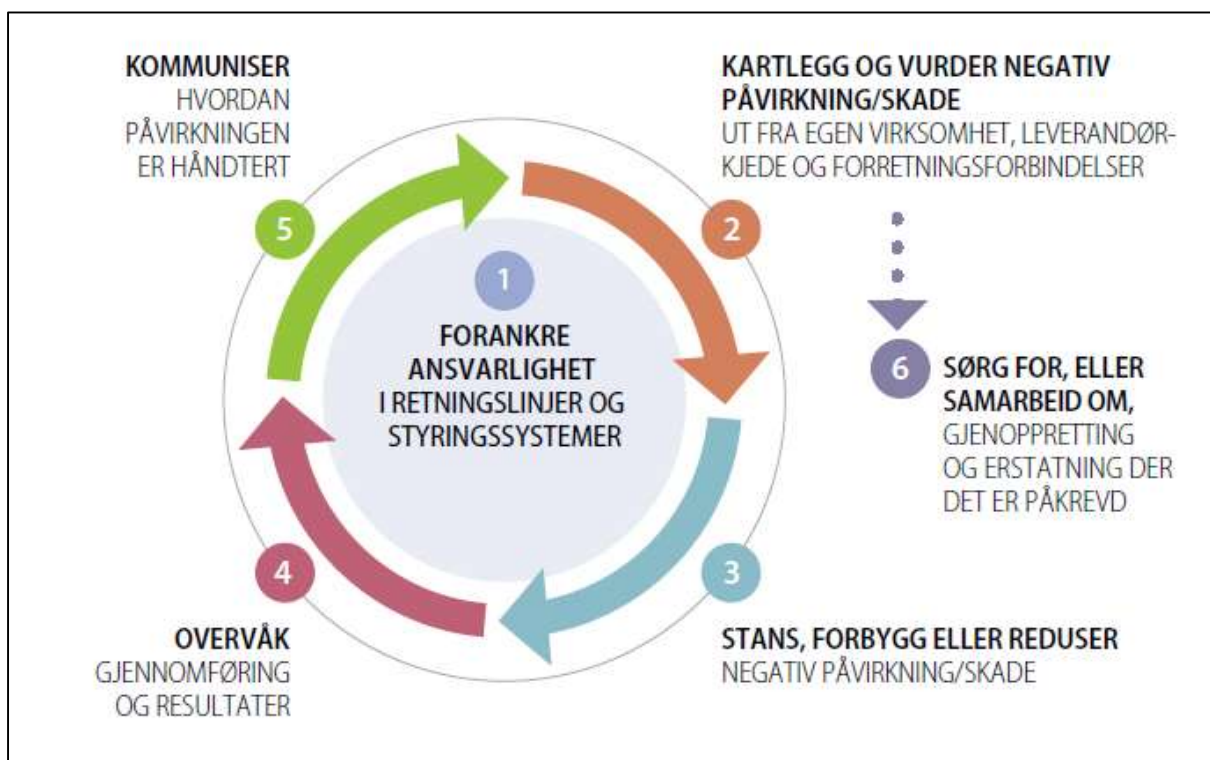 1
FORANKRE
ANSVARLIGHET
I RETNINGSLINJER OG
STYRINGSSYSTEMER
2
KARTLEGG OG VURDER NEGATIV
PÅVIRKNING/SKADE
UT FRA EGEN VIRKSOMHET, LEVERANDØR-
KJEDE OG FORRETNINGSFORBINDELSER
3
STANS, FORBYGG ELLER REDUSER
NEGATIV PÅVIRKNING/SKADE
4
OVERVÅK
GJENNOMFØRING
OG RESULTATER
5
KOMMUNISER
HVORDAN
PÅVIRKNINGEN
ER HÅNDTERT
6
SØRG FOR, ELLER
SAMARBEID OM,
GJENOPPRETTING
OG ERSTATNING DER
DET ER PÅKREVD